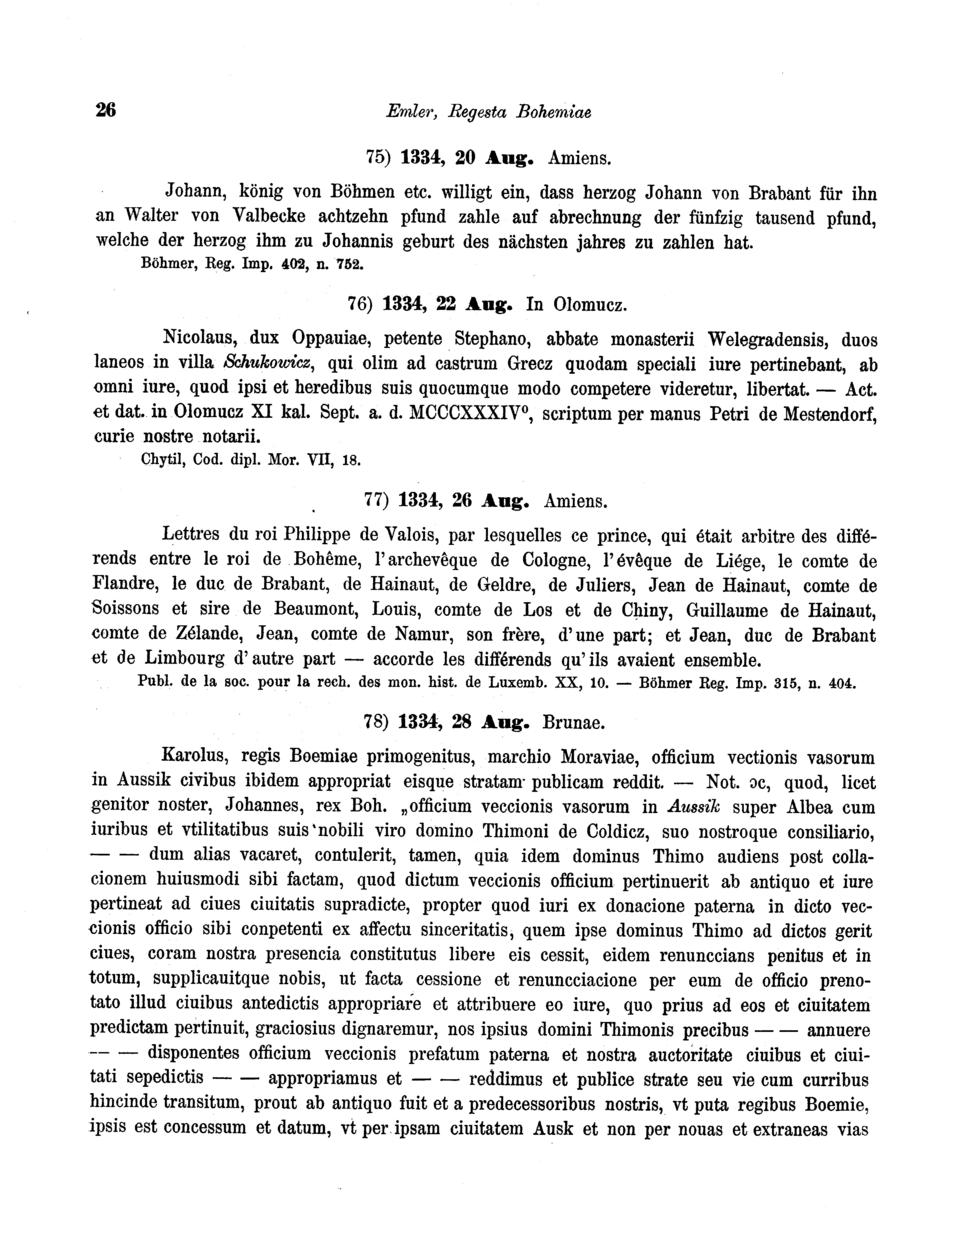 26
Emler, Regesta Bohemiae
75) 1334, 20 Aug. Amiens.
Johann, könig von Böhmen etc. willigt ein, dass herzog Johann von Brabant für ihn
an Walter von Valbecke achtzehn pfund zahle auf abrechnung der fünfzig tausend pfund,
welche der herzog ihm zu Johannis geburt des nächsten jahres zu zahlen hat.
Böhmer, Reg. Imp. 402, n. 752.
76) 1334, 22 Aug. In Olomucz.
Nicolaus, dux Oppauiae, petente Stephano, abbate monasterii Welegradensis, duos
laneos in villa Schukowicz, qui olim ad castrum Grecz quodam speciali iure pertinebant, ab
omni iure, quod ipsi et heredibus suis quocumque modo competere videretur, libertat. — Act.
et dat. in Olomucz XI kal. Sept. a. d. MCCCXXXIV⁰, scriptum per manus Petri de Mestendorf,
curie nostre notarii.
Chytil, Cod. dipl. Mor. VII, 18.
77) 1334, 26 Aug. Amiens.
Lettres du roi Philippe de Valois, par lesquelles ce prince, qui était arbitre des diffé-
rends entre le roi de Bohême, l'archevêque de Cologne, l'évêque de Liége, le comte de
Flandre, le duc de Brabant, de Hainaut, de Geldre, de Juliers, Jean de Hainaut, comte de
Soissons et sire de Beaumont, Louis, comte de Los et de Chiny, Guillaume de Hainaut,
comte de Zélande, Jean, comte de Namur, son frère, d'une part; et Jean, duc de Brabant
et de Limbourg d'autre part — accorde les différends qu'ils avaient ensemble.
Publ. de la soc. pour la rech. des mon. hist. de Luxemb. XX, 10. — Böhmer Reg. Imp. 315, n. 404.
78) 1334, 28 Aug. Brunae.
Karolus, regis Boemiae primogenitus, marchio Moraviae, officium vectionis vasorum
in Aussik civibus ibidem appropriat eisque stratam publicam reddit. — Not. ɔc, quod, licet
genitor noster, Johannes, rex Boh. „officium veccionis vasorum in Aussik super Albea cum
iuribus et vtilitatibus suis nobili viro domino Thimoni de Coldicz, suo nostroque consiliario,
— — dum alias vacaret, contulerit, tamen, quia idem dominus Thimo audiens post colla-
cionem huiusmodi sibi factam, quod dictum veccionis officium pertinuerit ab antiquo et iure
pertineat ad ciues ciuitatis supradicte, propter quod iuri ex donacione paterna in dicto vec-
cionis officio sibi conpetenti ex affectu sinceritatis, quem ipse dominus Thimo ad dictos gerit
ciues, coram nostra presencia constitutus libere eis cessit, eidem renunccians penitus et in
totum, supplicauitque nobis, ut facta cessione et renuncciacione per eum de officio preno-
tato illud ciuibus antedictis appropriare et attribuere eo iure, quo prius ad eos et ciuitatem
predictam pertinuit, graciosius dignaremur, nos ipsius domini Thimonis precibus — — annuere
— — disponentes officium veccionis prefatum paterna et nostra auctoritate ciuibus et ciui-
tati sepedictis — — appropriamus et — — reddimus et publice strate seu vie cum curribus
hincinde transitum, prout ab antiquo fuit et a predecessoribus nostris, vt puta regibus Boemie,
ipsis est concessum et datum, vt per ipsam ciuitatem Ausk et non per nouas et extraneas vias